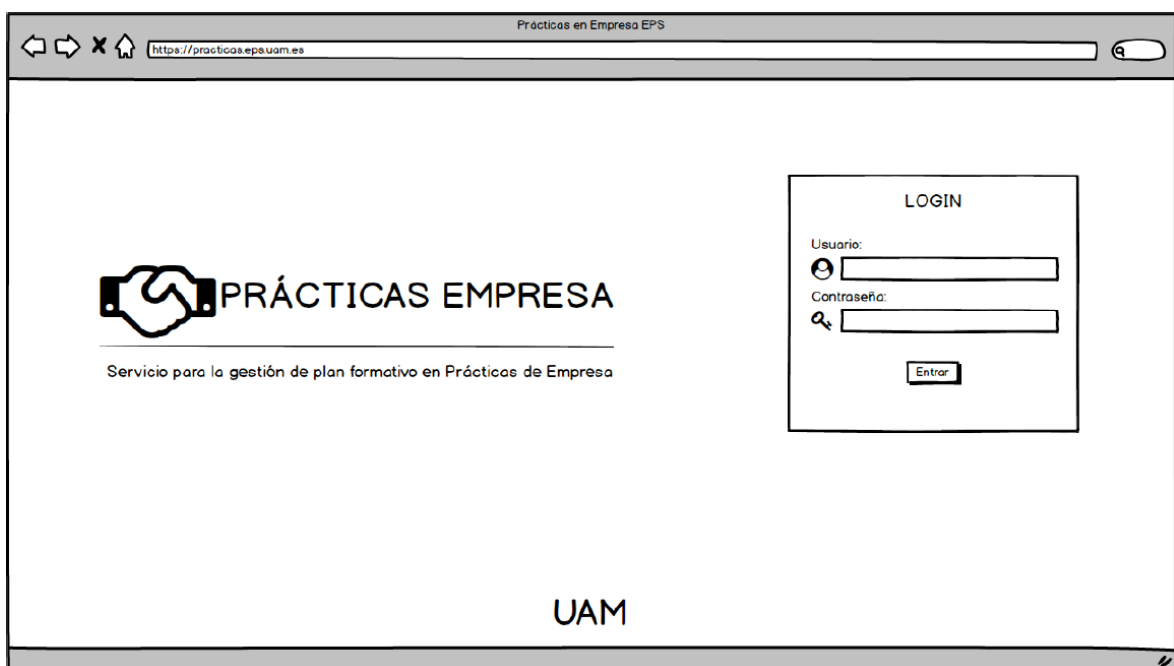 Prácticas en Empresa EPS
https://practicas.eps.uam.es
LOGIN
Usuario:
Contraseña:
Entrar
PRÁCTICAS EMPRESA
Servicio para la gestión de plan formativo en Prácticas de Empresa
UAM